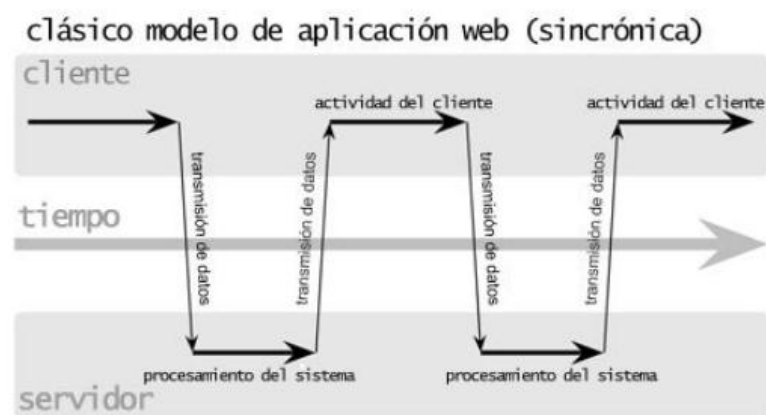 clásico modelo de aplicación web (sincrónica)
cliente
actividad del cliente
actividad del cliente
transmisión de datos
transmisión de datos
transmisión de datos
transmisión de datos
tiempo
procesamiento del sistema
procesamiento del sistema
servidor